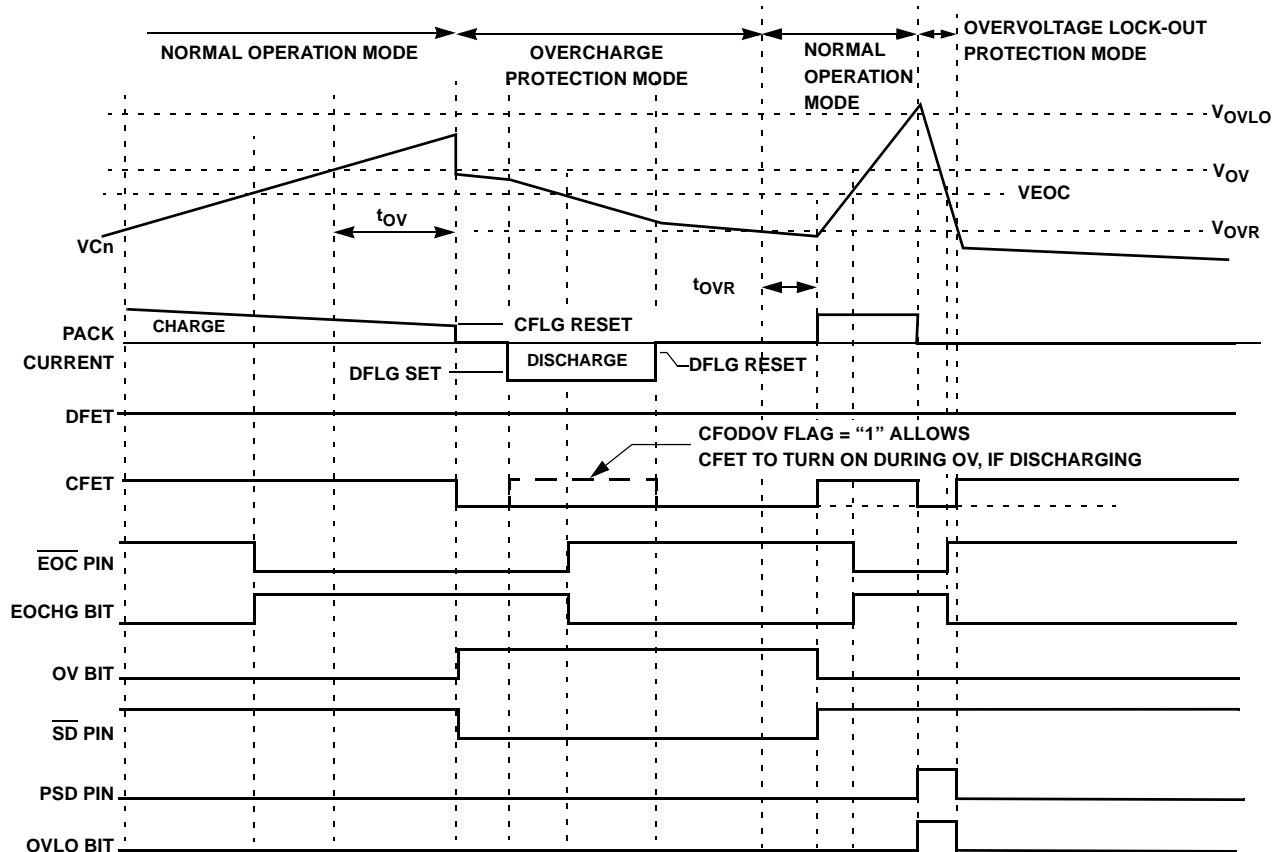 NORMAL OPERATION MODE
OVERCHARGE
PROTECTION MODE
NORMAL
OPERATION
MODE
OVERVOLTAGE LOCK-OUT
PROTECTION MODE
VOVLO
VOV
VEOC
tOV
VOVR
VCn
tOVR
CHARGE
CFLG RESET
PACK
CURRENT
DISCHARGE
DFLG SET
DFLG RESET
DFET
CFODOV FLAG = “1” ALLOWS
CFET TO TURN ON DURING OV, IF DISCHARGING
CFET
EOC PIN
EOCHG BIT
OV BIT
SD PIN
PSD PIN
OVLO BIT